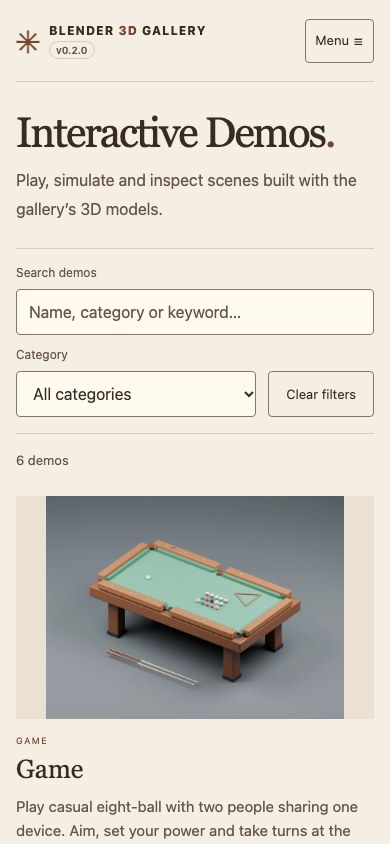 BLENDER 3D GALLERY
v0.2.0
Menu ≡
Interactive Demos.
Play, simulate and inspect scenes built with the
gallery’s 3D models.
Search demos
Name, category or keyword...
Category
All categories
Clear filters
6 demos
GAME
Game
Play casual eight-ball with two people sharing one
device. Aim, set your power and take turns at the